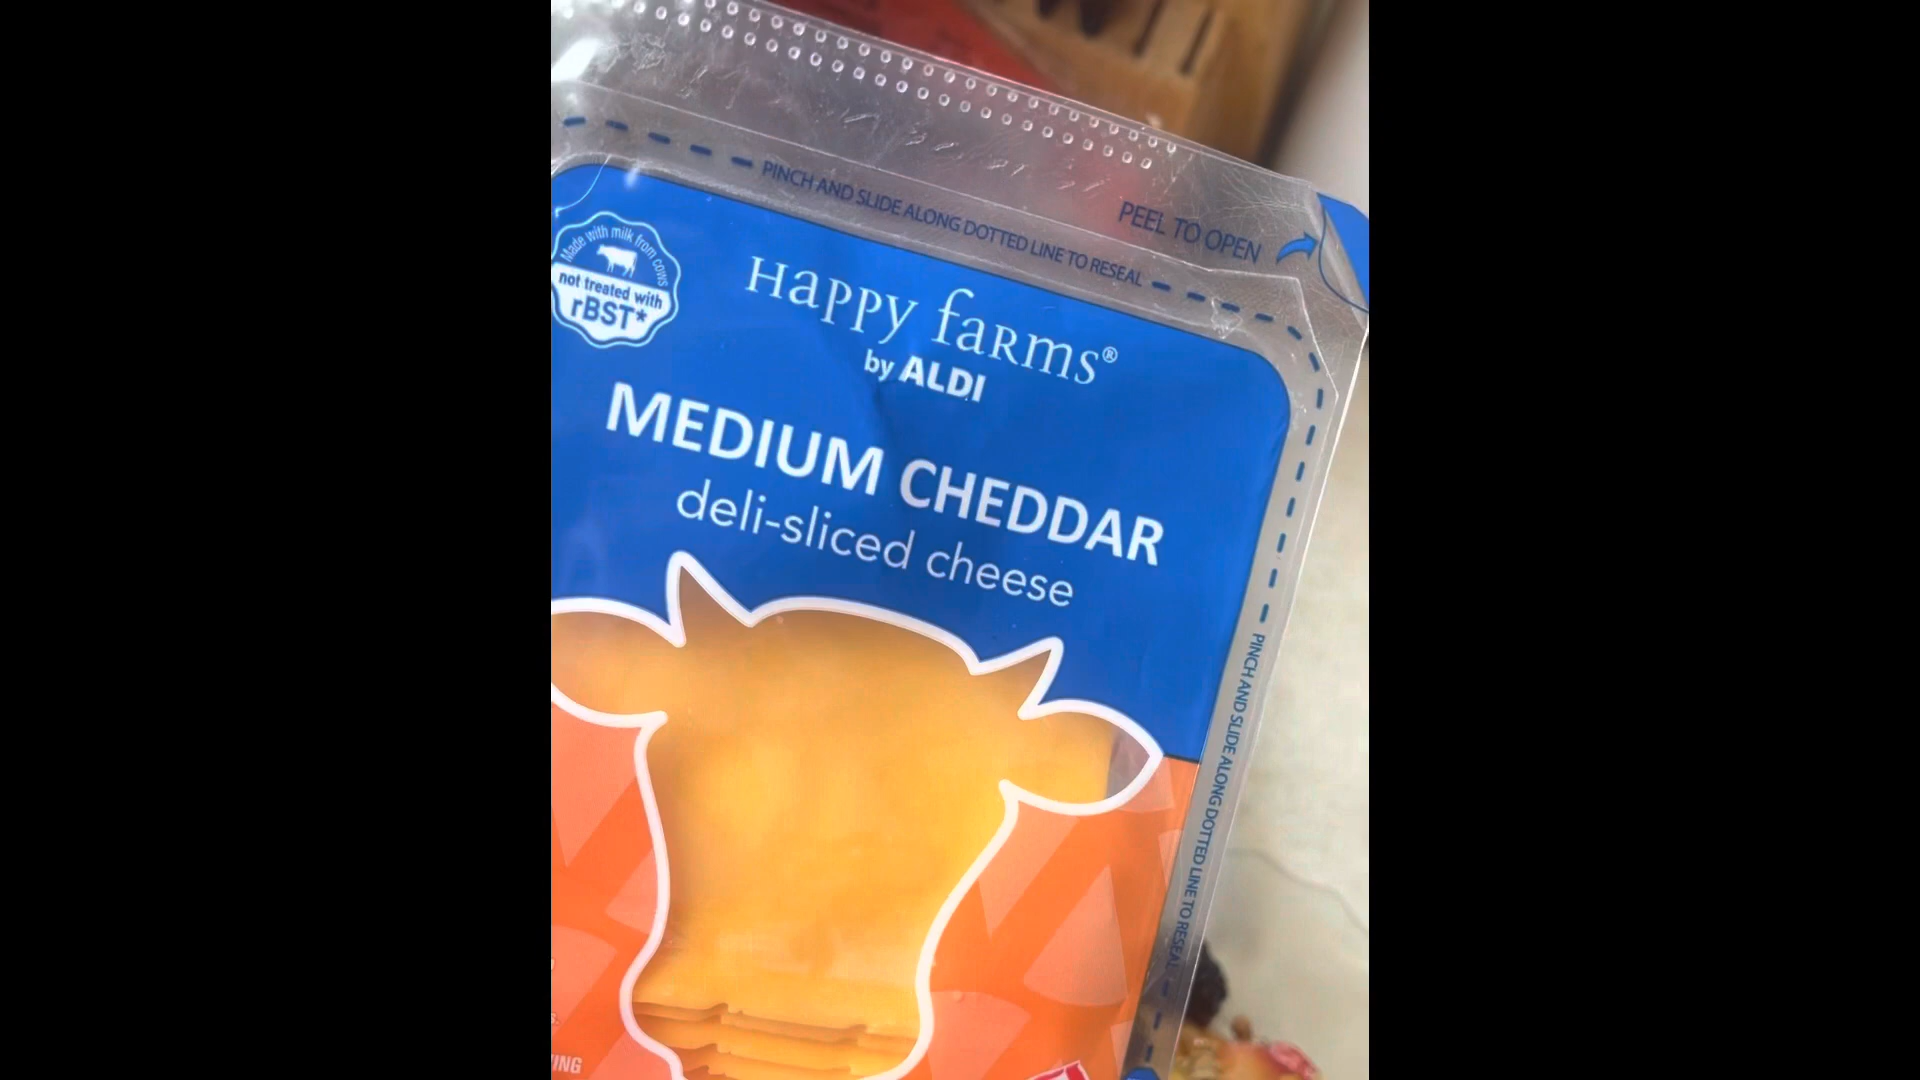 PINCH AND SLIDE ALONG DOTTED LINE TO RESEAL
PEEL TO OPEN
Made with milk from cows
not treated with
rBST*
Happy farms®
by ALDI
MEDIUM CHEDDAR
deli-sliced cheese
PINCH AND SLIDE ALONG DOTTED LINE TO RESEAL